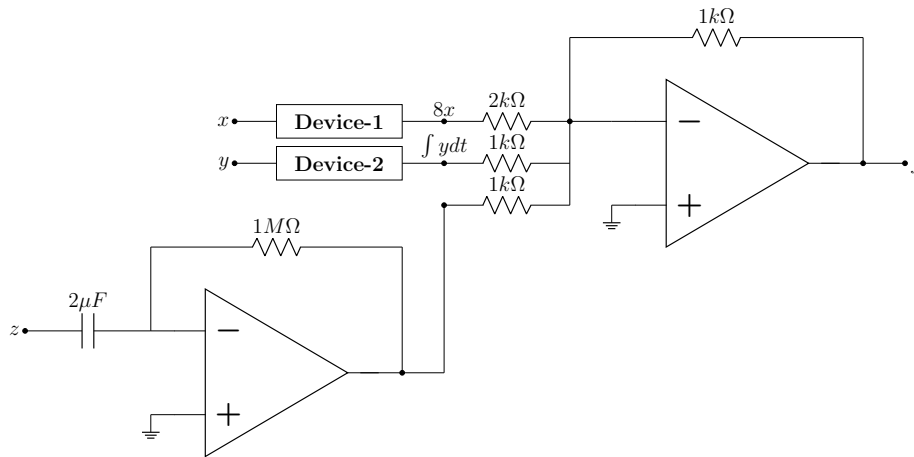 1kΩ
x
Device-1
8x
2kΩ
−
y
Device-2
∫ ydt
1kΩ
1kΩ
+
1MΩ
2μF
z
−
+